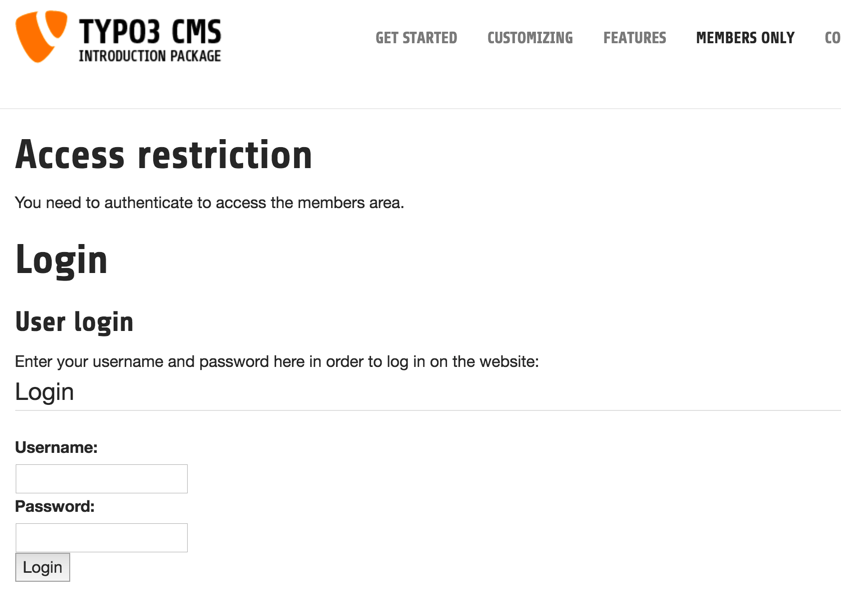 TYPO3 CMS
INTRODUCTION PACKAGE
GET STARTED CUSTOMIZING FEATURES MEMBERS ONLY CO
Access restriction
You need to authenticate to access the members area.
Login
User login
Enter your username and password here in order to log in on the website:
Login
Username:
Password:
Login